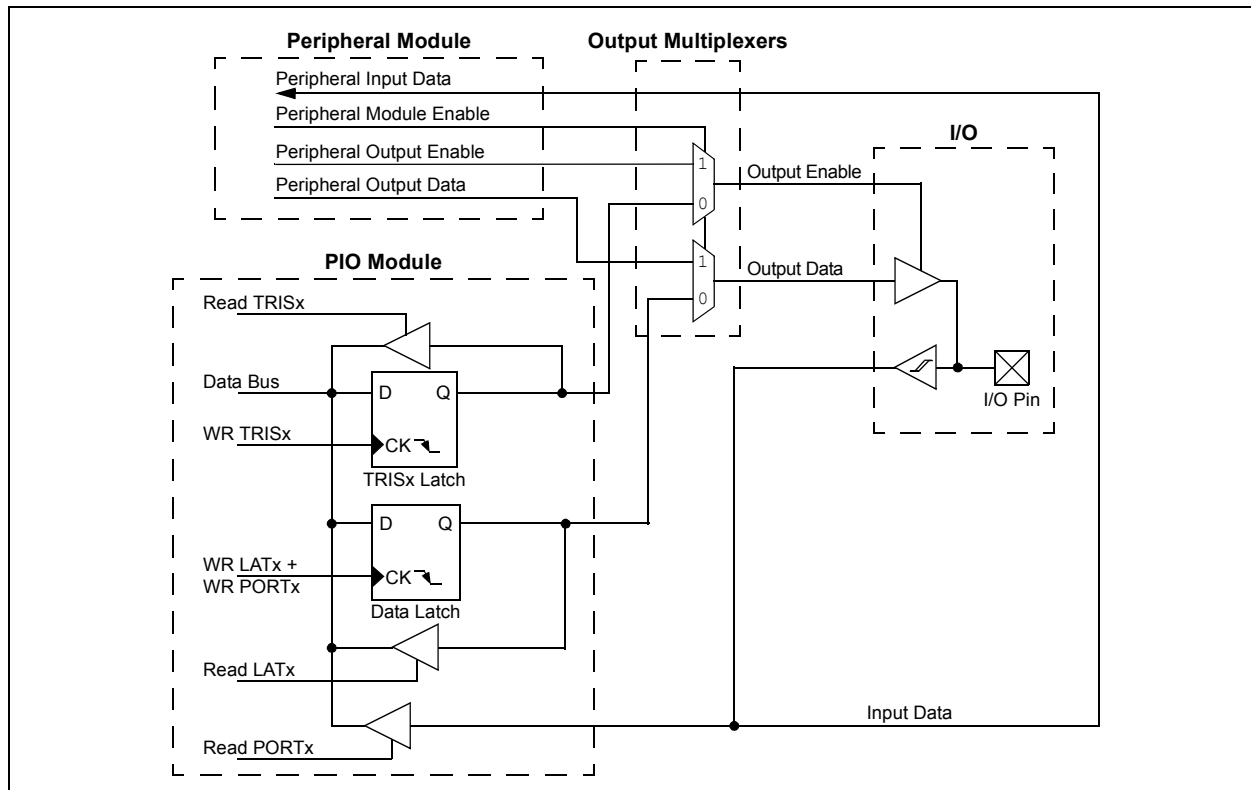 Peripheral Module
Output Multiplexers
Peripheral Input Data
Peripheral Module Enable
Peripheral Output Enable
Peripheral Output Data
1
0
1
0
Output Enable
Output Data
I/O
I/O Pin
PIO Module
Read TRISx
Data Bus
D Q
WR TRISx
CK
TRISx Latch
D Q
WR LATx +
WR PORTx
CK
Data Latch
Read LATx
Read PORTx
Input Data